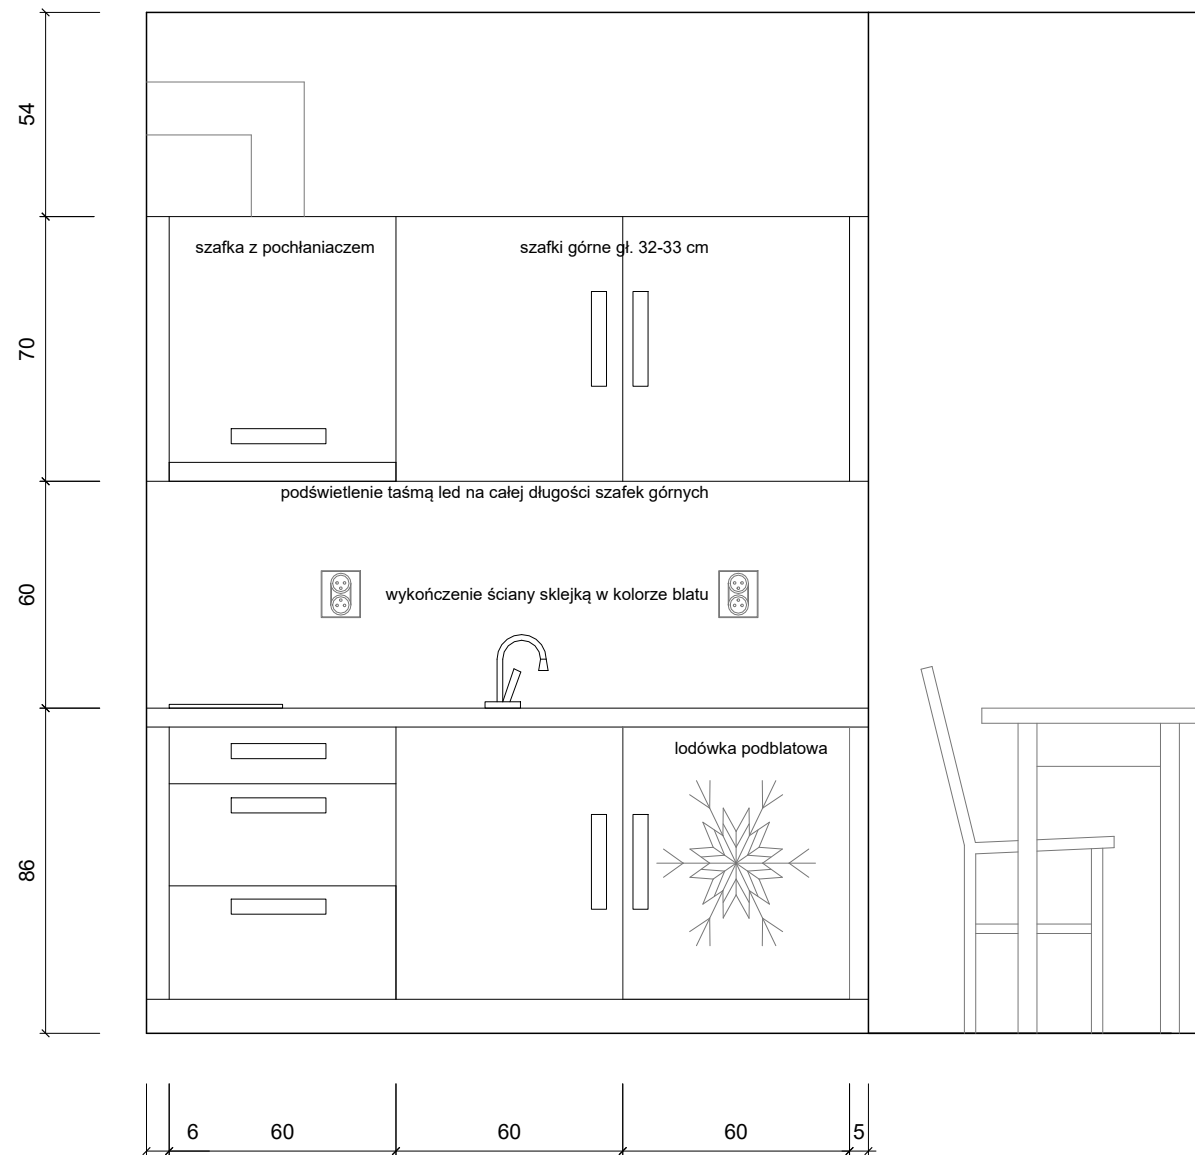 54
szafka z pochłaniaczem
szafki górne gł. 32-33 cm
70
podświetlenie taśmą led na całej długości szafek górnych
60
wykończenie ściany sklejką w kolorze blatu
lodówka podblatowa
86
6 60 60 60 5